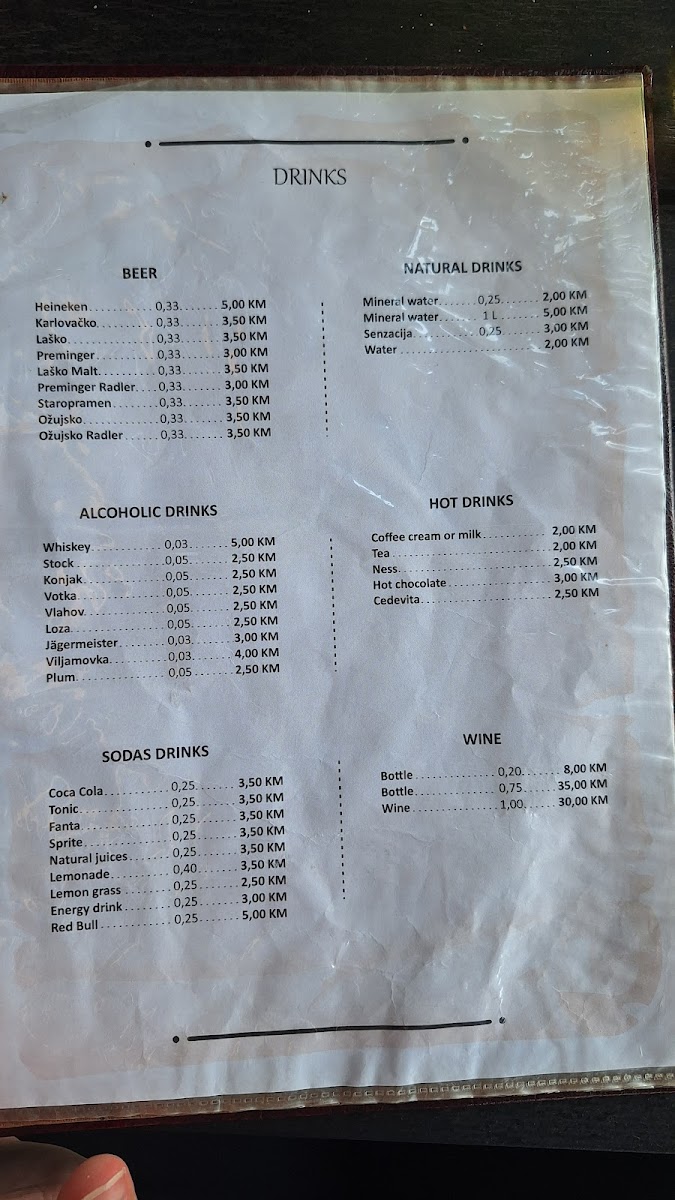 DRINKS
BEER
Heineken............0,33.......5,00 KM
Karlovačko..........0,33.......3,50 KM
Laško...............0,33.......3,50 KM
Preminger...........0,33.......3,00 KM
Laško Malt..........0,33.......3,50 KM
Preminger Radler....0,33.......3,00 KM
Staropramen.........0,33.......3,50 KM
Ožujsko.............0,33.......3,50 KM
Ožujsko Radler......0,33.......3,50 KM
NATURAL DRINKS
Mineral water.......0,25.......2,00 KM
Mineral water....... 1 L.......5,00 KM
Senzacija...........0,25.......3,00 KM
Water..........................2,00 KM
ALCOHOLIC DRINKS
Whiskey.............0,03.......5,00 KM
Stock...............0,05.......2,50 KM
Konjak..............0,05.......2,50 KM
Votka...............0,05.......2,50 KM
Vlahov..............0,05.......2,50 KM
Loza................0,05.......2,50 KM
Jägermeister........0,03.......3,00 KM
Viljamovka..........0,03.......4,00 KM
Plum................0,05.......2,50 KM
HOT DRINKS
Coffee cream or milk...........2,00 KM
Tea............................2,00 KM
Ness...........................2,50 KM
Hot chocolate..................3,00 KM
Cedevita.......................2,50 KM
SODAS DRINKS
Coca Cola...........0,25.......3,50 KM
Tonic...............0,25.......3,50 KM
Fanta...............0,25.......3,50 KM
Sprite..............0,25.......3,50 KM
Natural juices......0,25.......3,50 KM
Lemonade............0,40.......3,50 KM
Lemon grass.........0,25.......2,50 KM
Energy drink........0,25.......3,00 KM
Red Bull............0,25.......5,00 KM
WINE
Bottle..............0,20.......8,00 KM
Bottle..............0,75.......35,00 KM
Wine................1,00.......30,00 KM